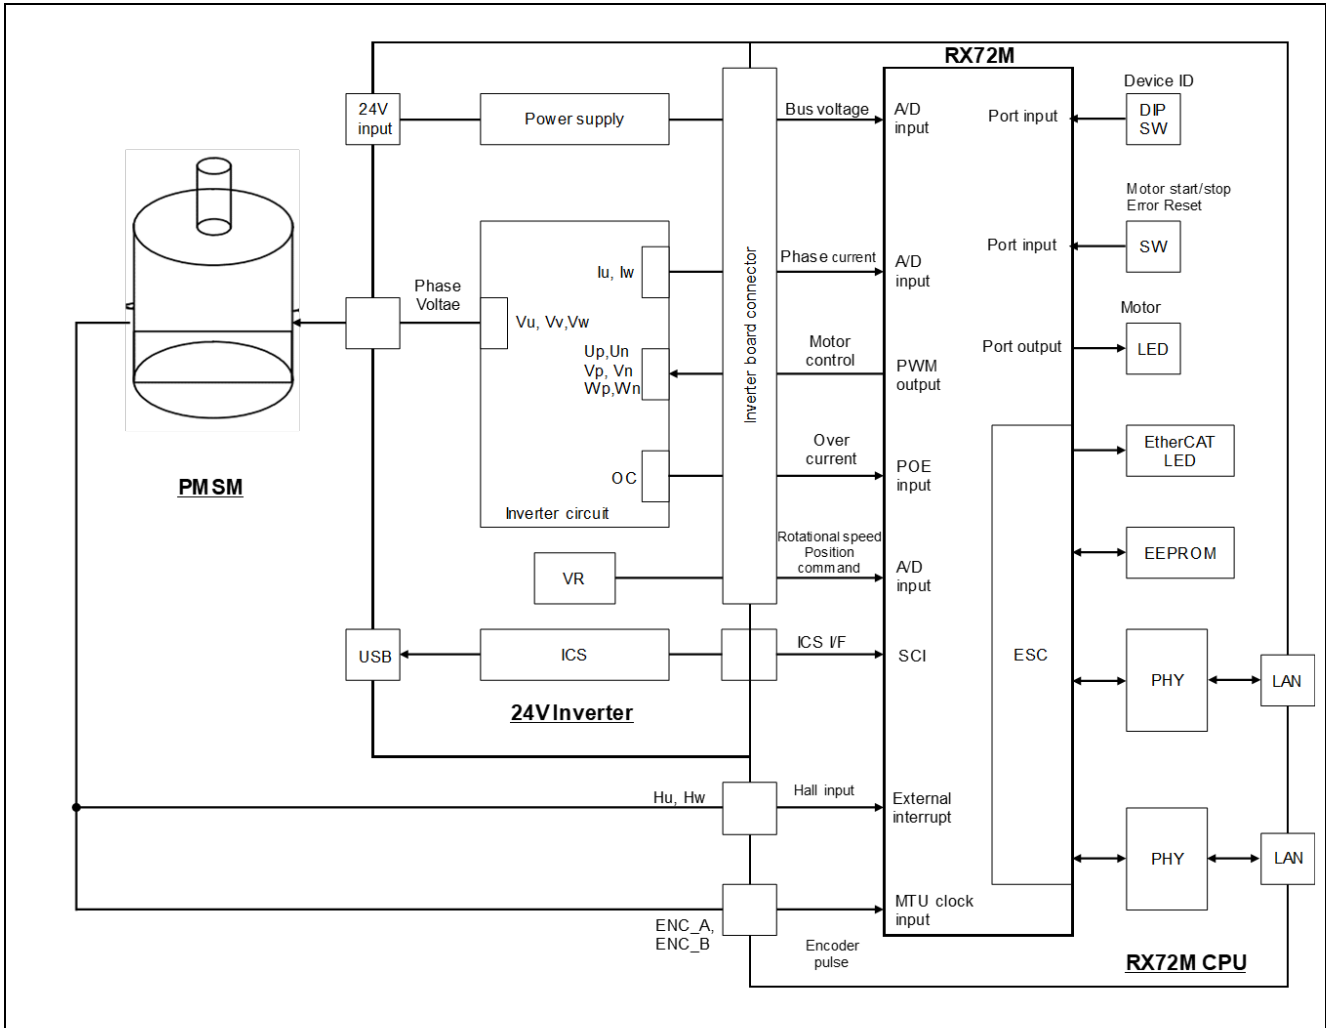 RX72M
Device ID
24V
input
Power supply
Bus voltage
A/D
input
Port input
DIP
SW
Motor start/stop
Error Reset
Iu, Iw
Phase current
A/D
input
Port input
SW
Phase
Voltae
Vu, Vv,Vw
Inverter board connector
Motor
Up,Un
Vp, Vn
Wp,Wn
Motor
control
PWM
output
Port output
LED
PMSM
OC
Inverter circuit
Over
current
POE
input
EtherCAT
LED
VR
Rotational speed
Position
command
A/D
input
EEPROM
USB
ICS
ICS I/F
SCI
ESC
PHY
LAN
24V Inverter
Hu, Hw
Hall input
External
interrupt
PHY
LAN
ENC_A,
ENC_B
Encoder
pulse
MTU clock
input
RX72M CPU